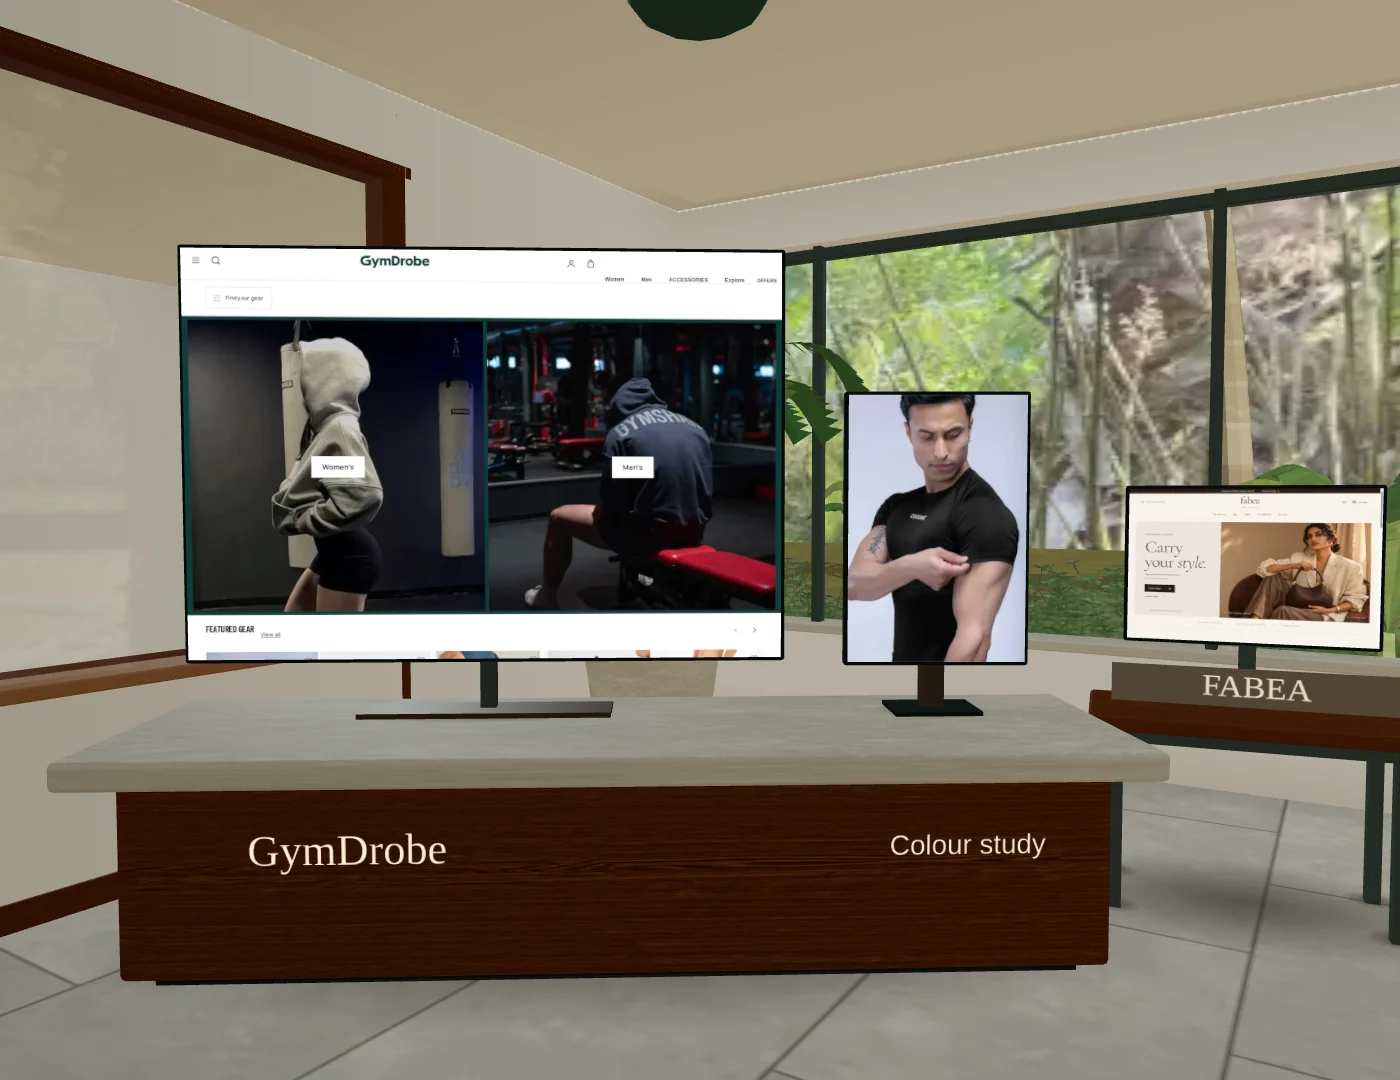 GymDrobe
Women
Men
ACCESSORIES
Explore
OFFERS
Find your gear
GYMSHA
Women's
Men's
FEATURED GEAR
View all
fabea
Carry
your style.
FABEA
GymDrobe
Colour study